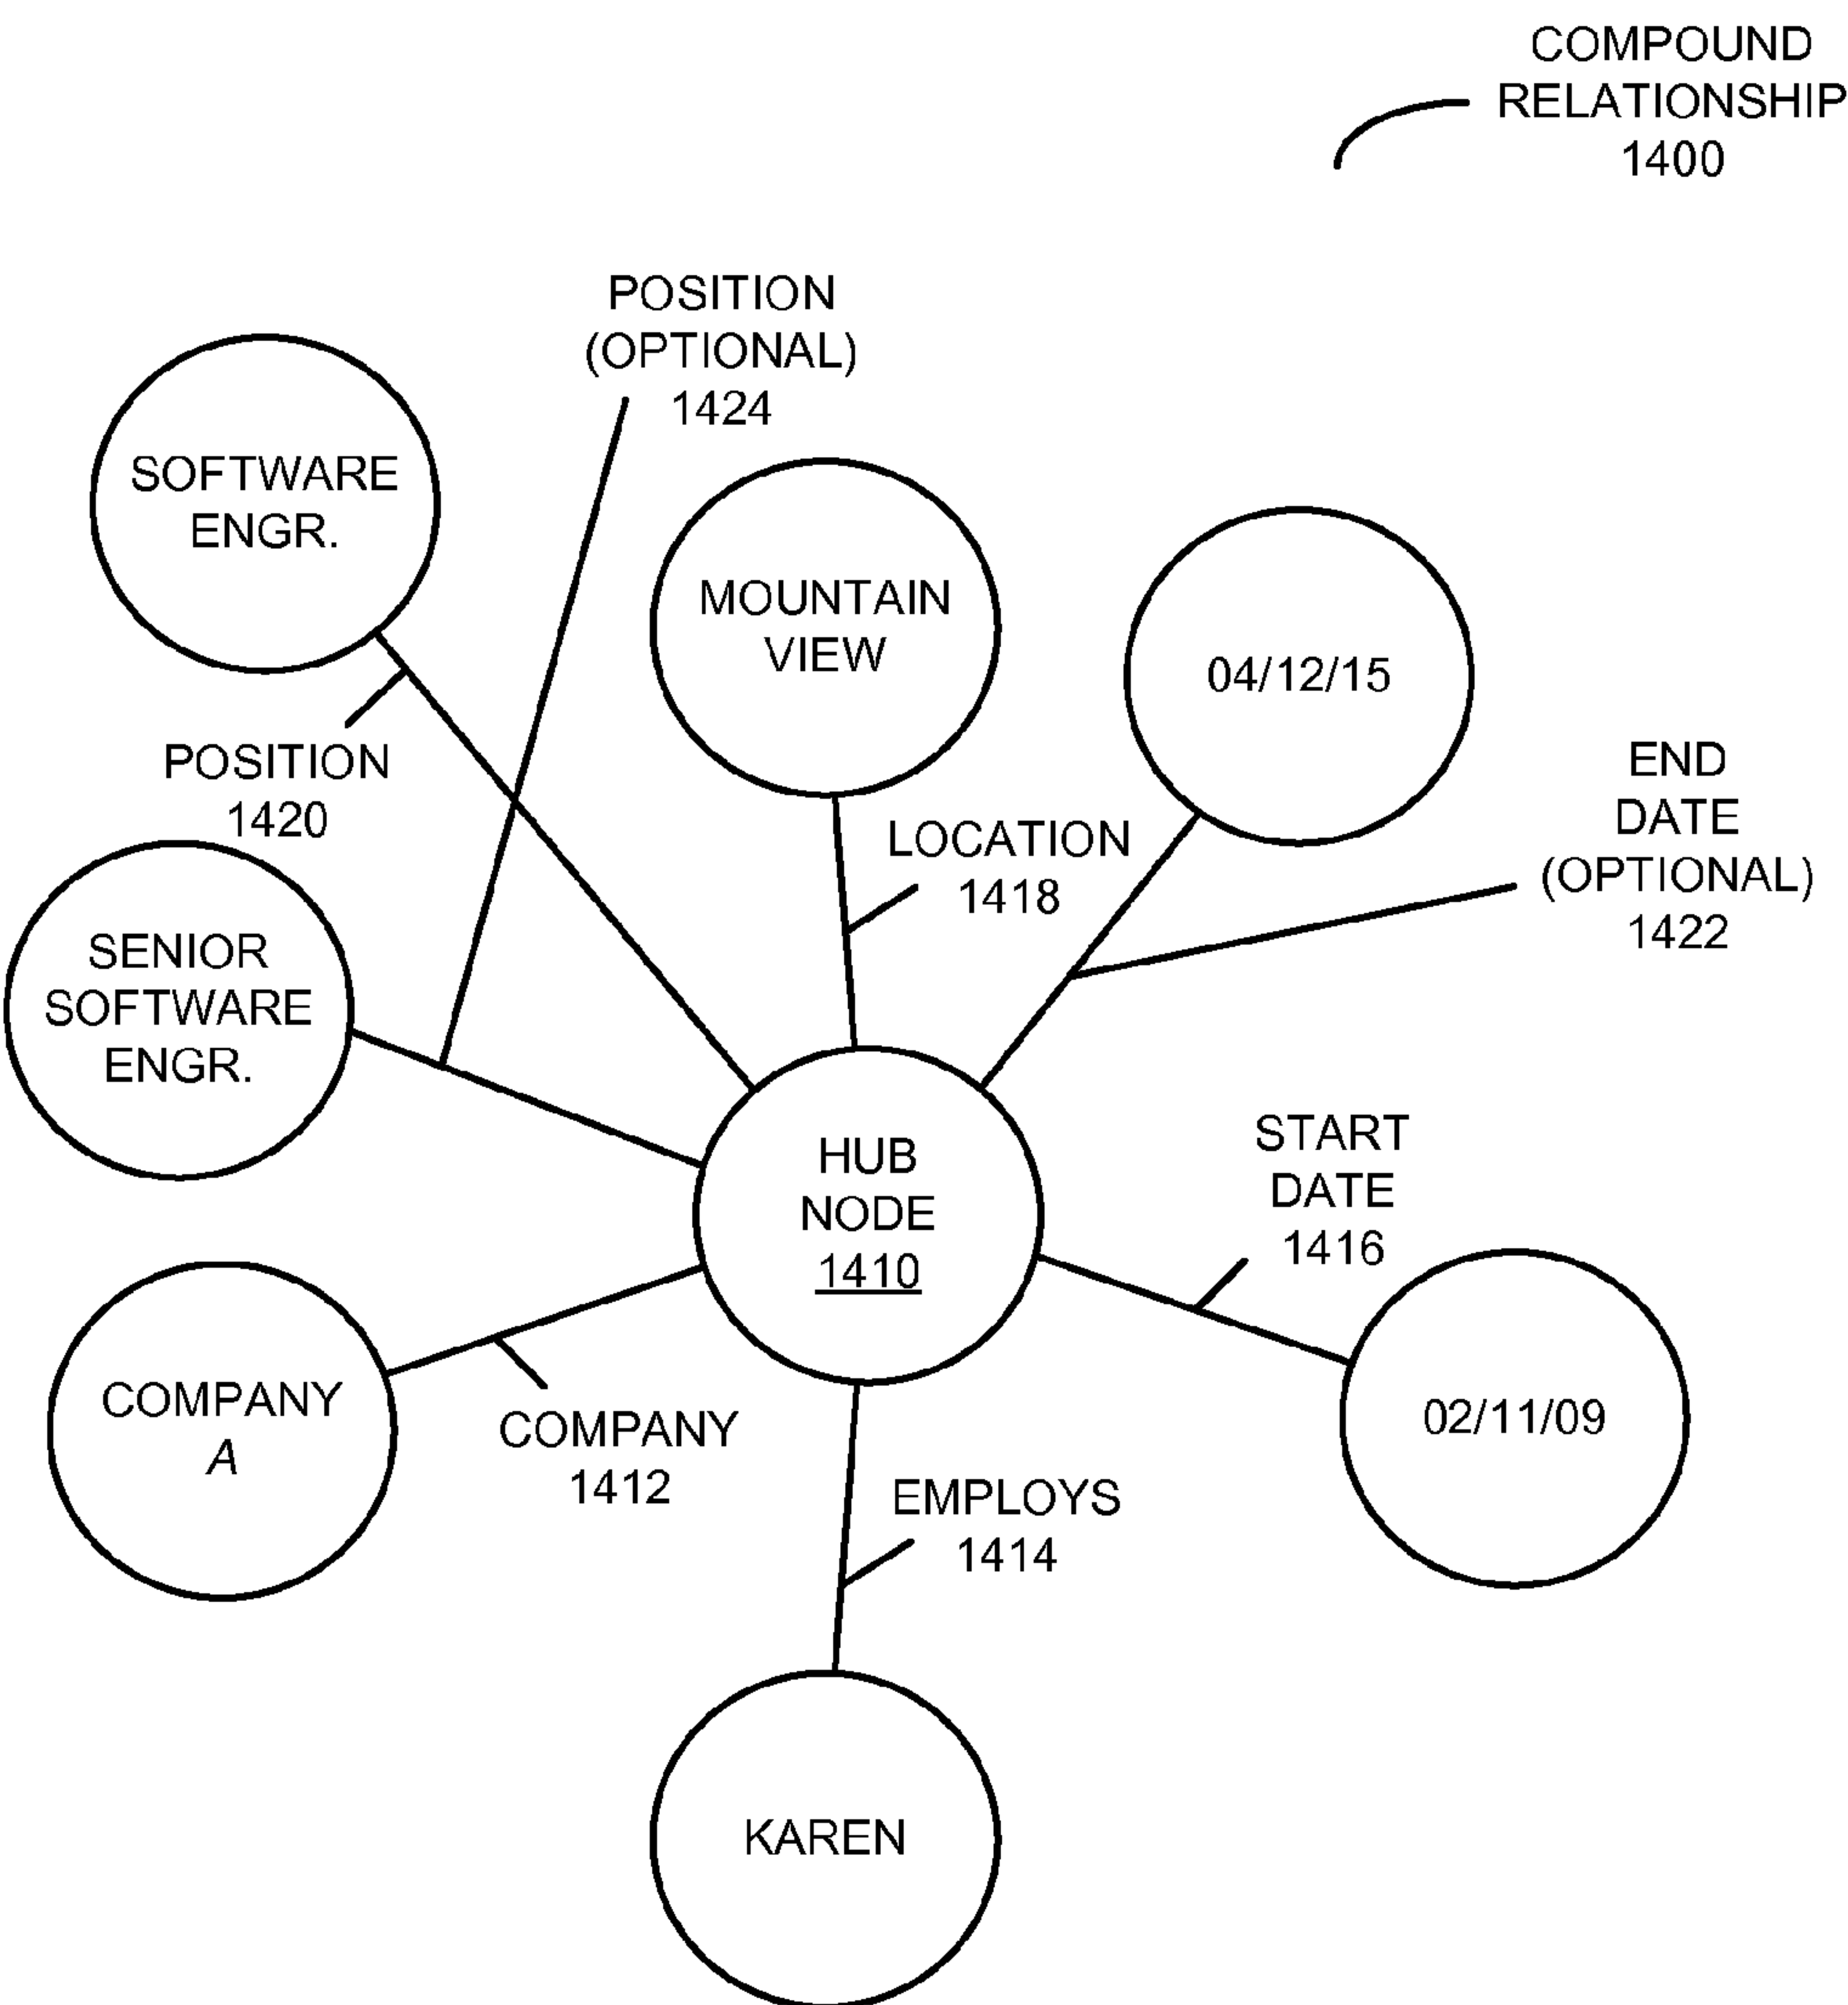 COMPOUND
RELATIONSHIP
1400
POSITION
(OPTIONAL)
1424
SOFTWARE
ENGR.
MOUNTAIN
VIEW
04/12/15
POSITION
1420
END
DATE
(OPTIONAL)
1422
LOCATION
1418
SENIOR
SOFTWARE
ENGR.
HUB
NODE
1410
START
DATE
1416
COMPANY
A
COMPANY
1412
02/11/09
EMPLOYS
1414
KAREN